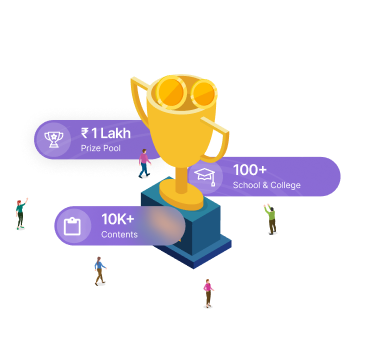 ₹ 1 Lakh
Prize Pool
100+
School & College
10K+
Contents